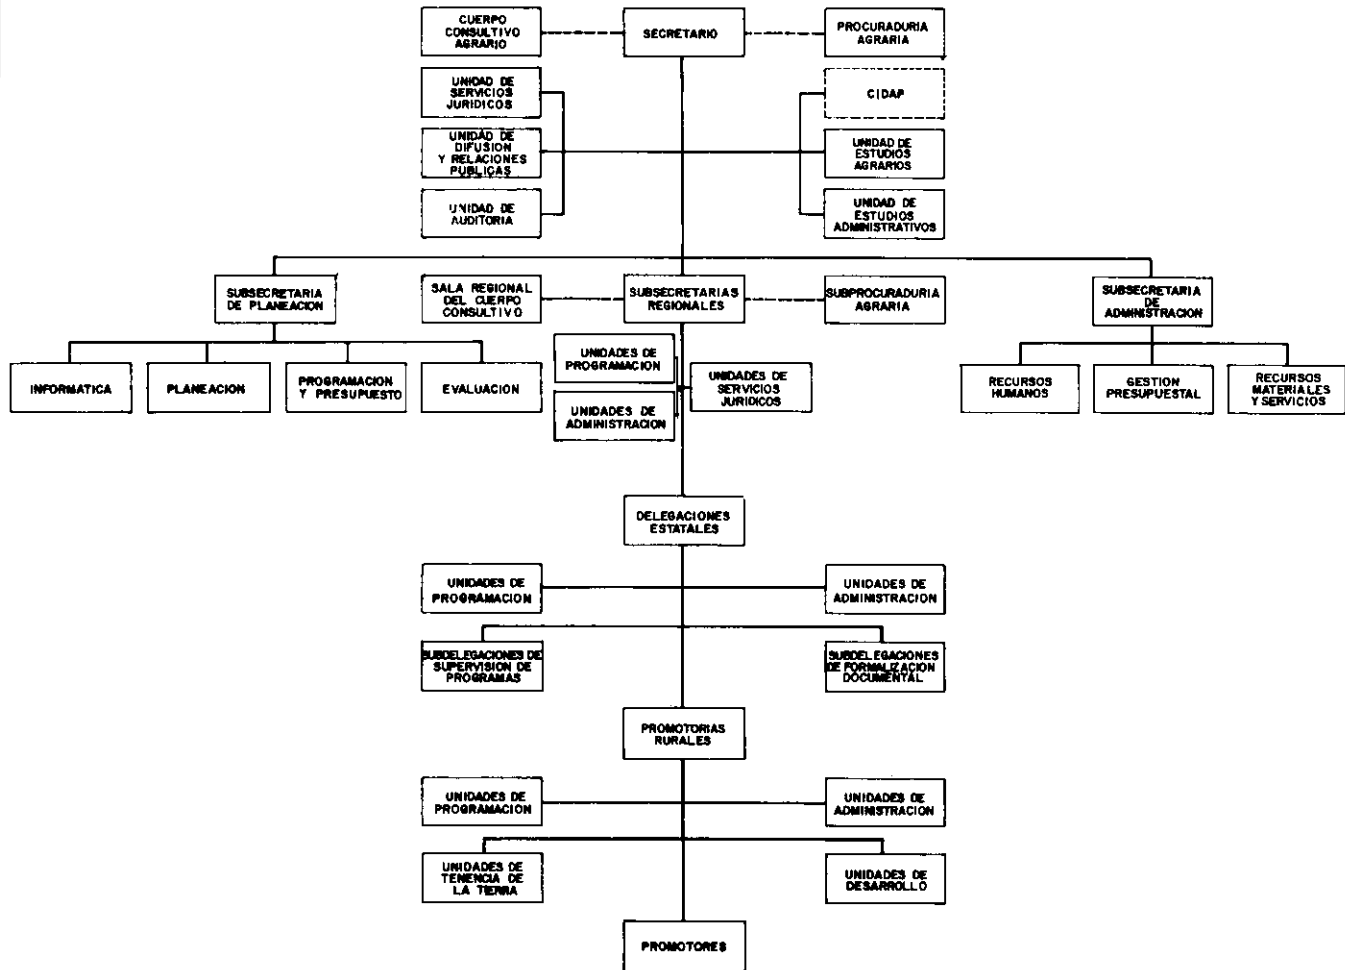 CUERPO
CONSULTIVO
AGRARIO
SECRETARIO
PROCURADURIA
AGRARIA
UNIDAD DE
SERVICIOS
JURIDICOS
CIDAP
UNIDAD DE
DIFUSION
Y RELACIONES
PUBLICAS
UNIDAD DE
ESTUDIOS
AGRARIOS
UNIDAD DE
AUDITORIA
UNIDAD DE
ESTUDIOS
ADMINISTRATIVOS
SUBSECRETARIA
DE PLANEACION
SALA REGIONAL
DEL CUERPO
CONSULTIVO
SUBSECRETARIAS
REGIONALES
SUBPROCURADURIA
AGRARIA
SUBSECRETARIA
DE
ADMINISTRACION
INFORMATICA
PLANEACION
PROGRAMACION
Y PRESUPUESTO
EVALUACION
UNIDADES DE
PROGRAMACION
UNIDADES DE
ADMINISTRACION
UNIDADES DE
SERVICIOS
JURIDICOS
RECURSOS
HUMANOS
GESTION
PRESUPUESTAL
RECURSOS
MATERIALES
Y SERVICIOS
DELEGACIONES
ESTATALES
UNIDADES DE
PROGRAMACION
UNIDADES DE
ADMINISTRACION
SUBDELEGACIONES DE
SUPERVISION DE
PROGRAMAS
SUBDELEGACIONES
DE FORMALIZACION
DOCUMENTAL
PROMOTORIAS
RURALES
UNIDADES DE
PROGRAMACION
UNIDADES DE
ADMINISTRACION
UNIDADES DE
TENENCIA DE
LA TIERRA
UNIDADES DE
DESARROLLO
PROMOTORES